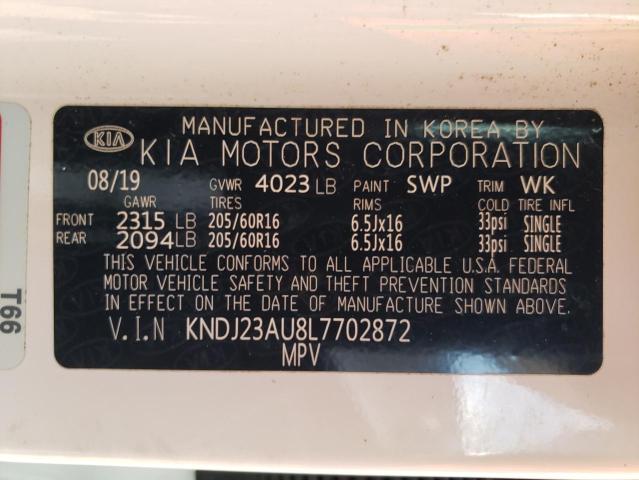 MANUFACTURED IN KOREA BY
KIA KIA MOTORS CORPORATION
08/19 GVWR 4023 LB PAINT SWP TRIM WK
GAWR TIRES RIMS COLD TIRE INFL
FRONT 2315 LB 205/60R16 6.5Jx16 33psi SINGLE
REAR 2094 LB 205/60R16 6.5Jx16 33psi SINGLE
THIS VEHICLE CONFORMS TO ALL APPLICABLE U.S.A. FEDERAL
MOTOR VEHICLE SAFETY AND THEFT PREVENTION STANDARDS
IN EFFECT ON THE DATE OF MANUFACTURE SHOWN ABOVE.
V.I.N KNDJ23AU8L7702872
MPV
T66